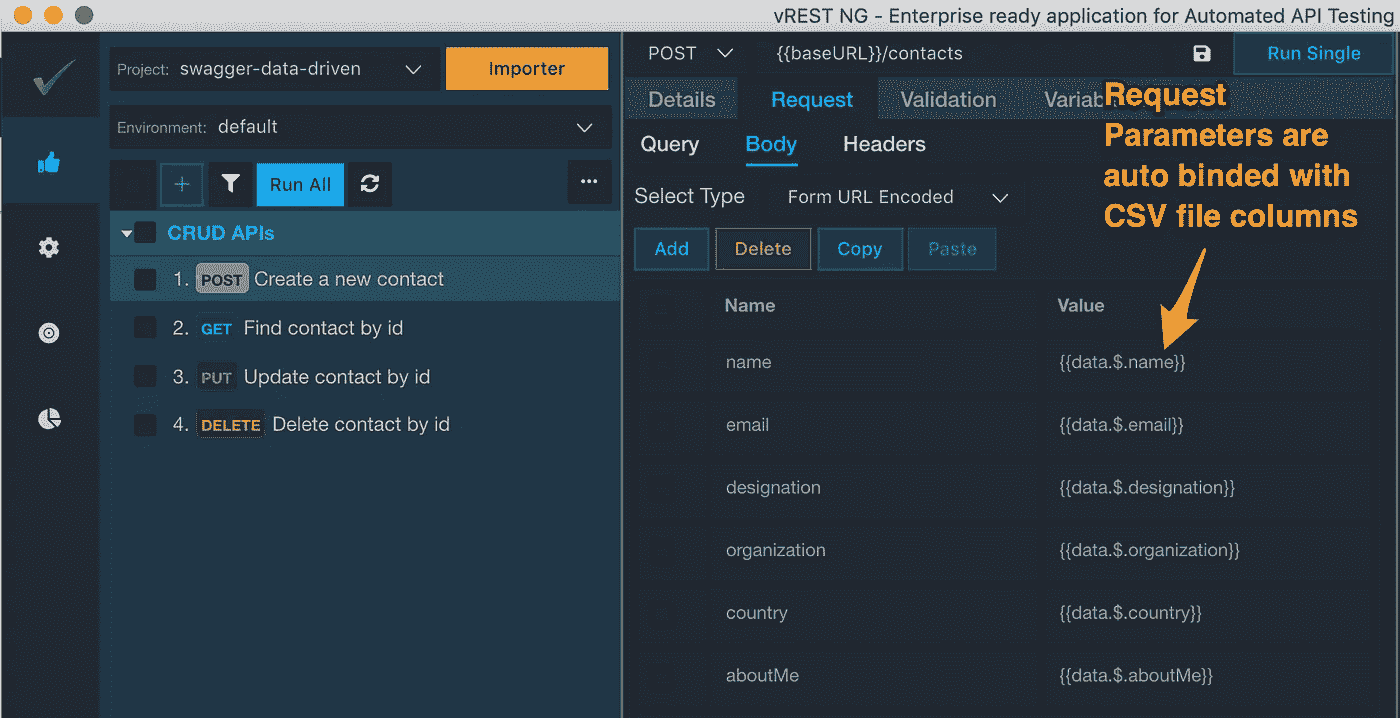 vREST NG - Enterprise ready application for Automated API Testing
Project: swagger-data-driven
Importer
Environment: default
Run All
CRUD APIs
1. POST Create a new contact
2. GET Find contact by id
3. PUT Update contact by id
4. DELETE Delete contact by id
POST {{baseURL}}/contacts
Run Single
Details Request Validation Variab
Query Body Headers
Select Type Form URL Encoded
Add Delete Copy Paste
Request
Parameters are
auto binded with
CSV file columns
Name Value
name {{data.$.name}}
email {{data.$.email}}
designation {{data.$.designation}}
organization {{data.$.organization}}
country {{data.$.country}}
aboutMe {{data.$.aboutMe}}